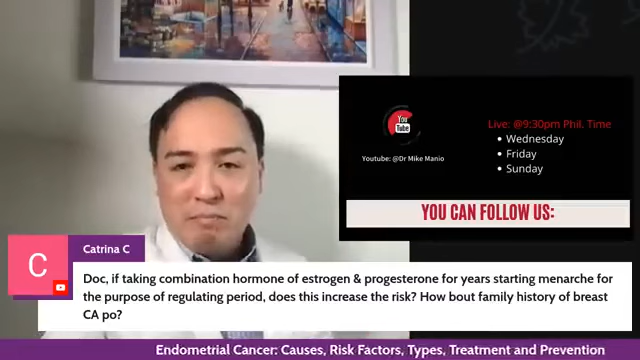 You
Tube
Youtube: @Dr Mike Manio
Live: @9:30pm Phil. Time
Wednesday
Friday
Sunday
YOU CAN FOLLOW US:
C
Catrina C
Doc, if taking combination hormone of estrogen & progesterone for years starting menarche for
the purpose of regulating period, does this increase the risk? How bout family history of breast
CA po?
Endometrial Cancer: Causes, Risk Factors, Types, Treatment and Prevention